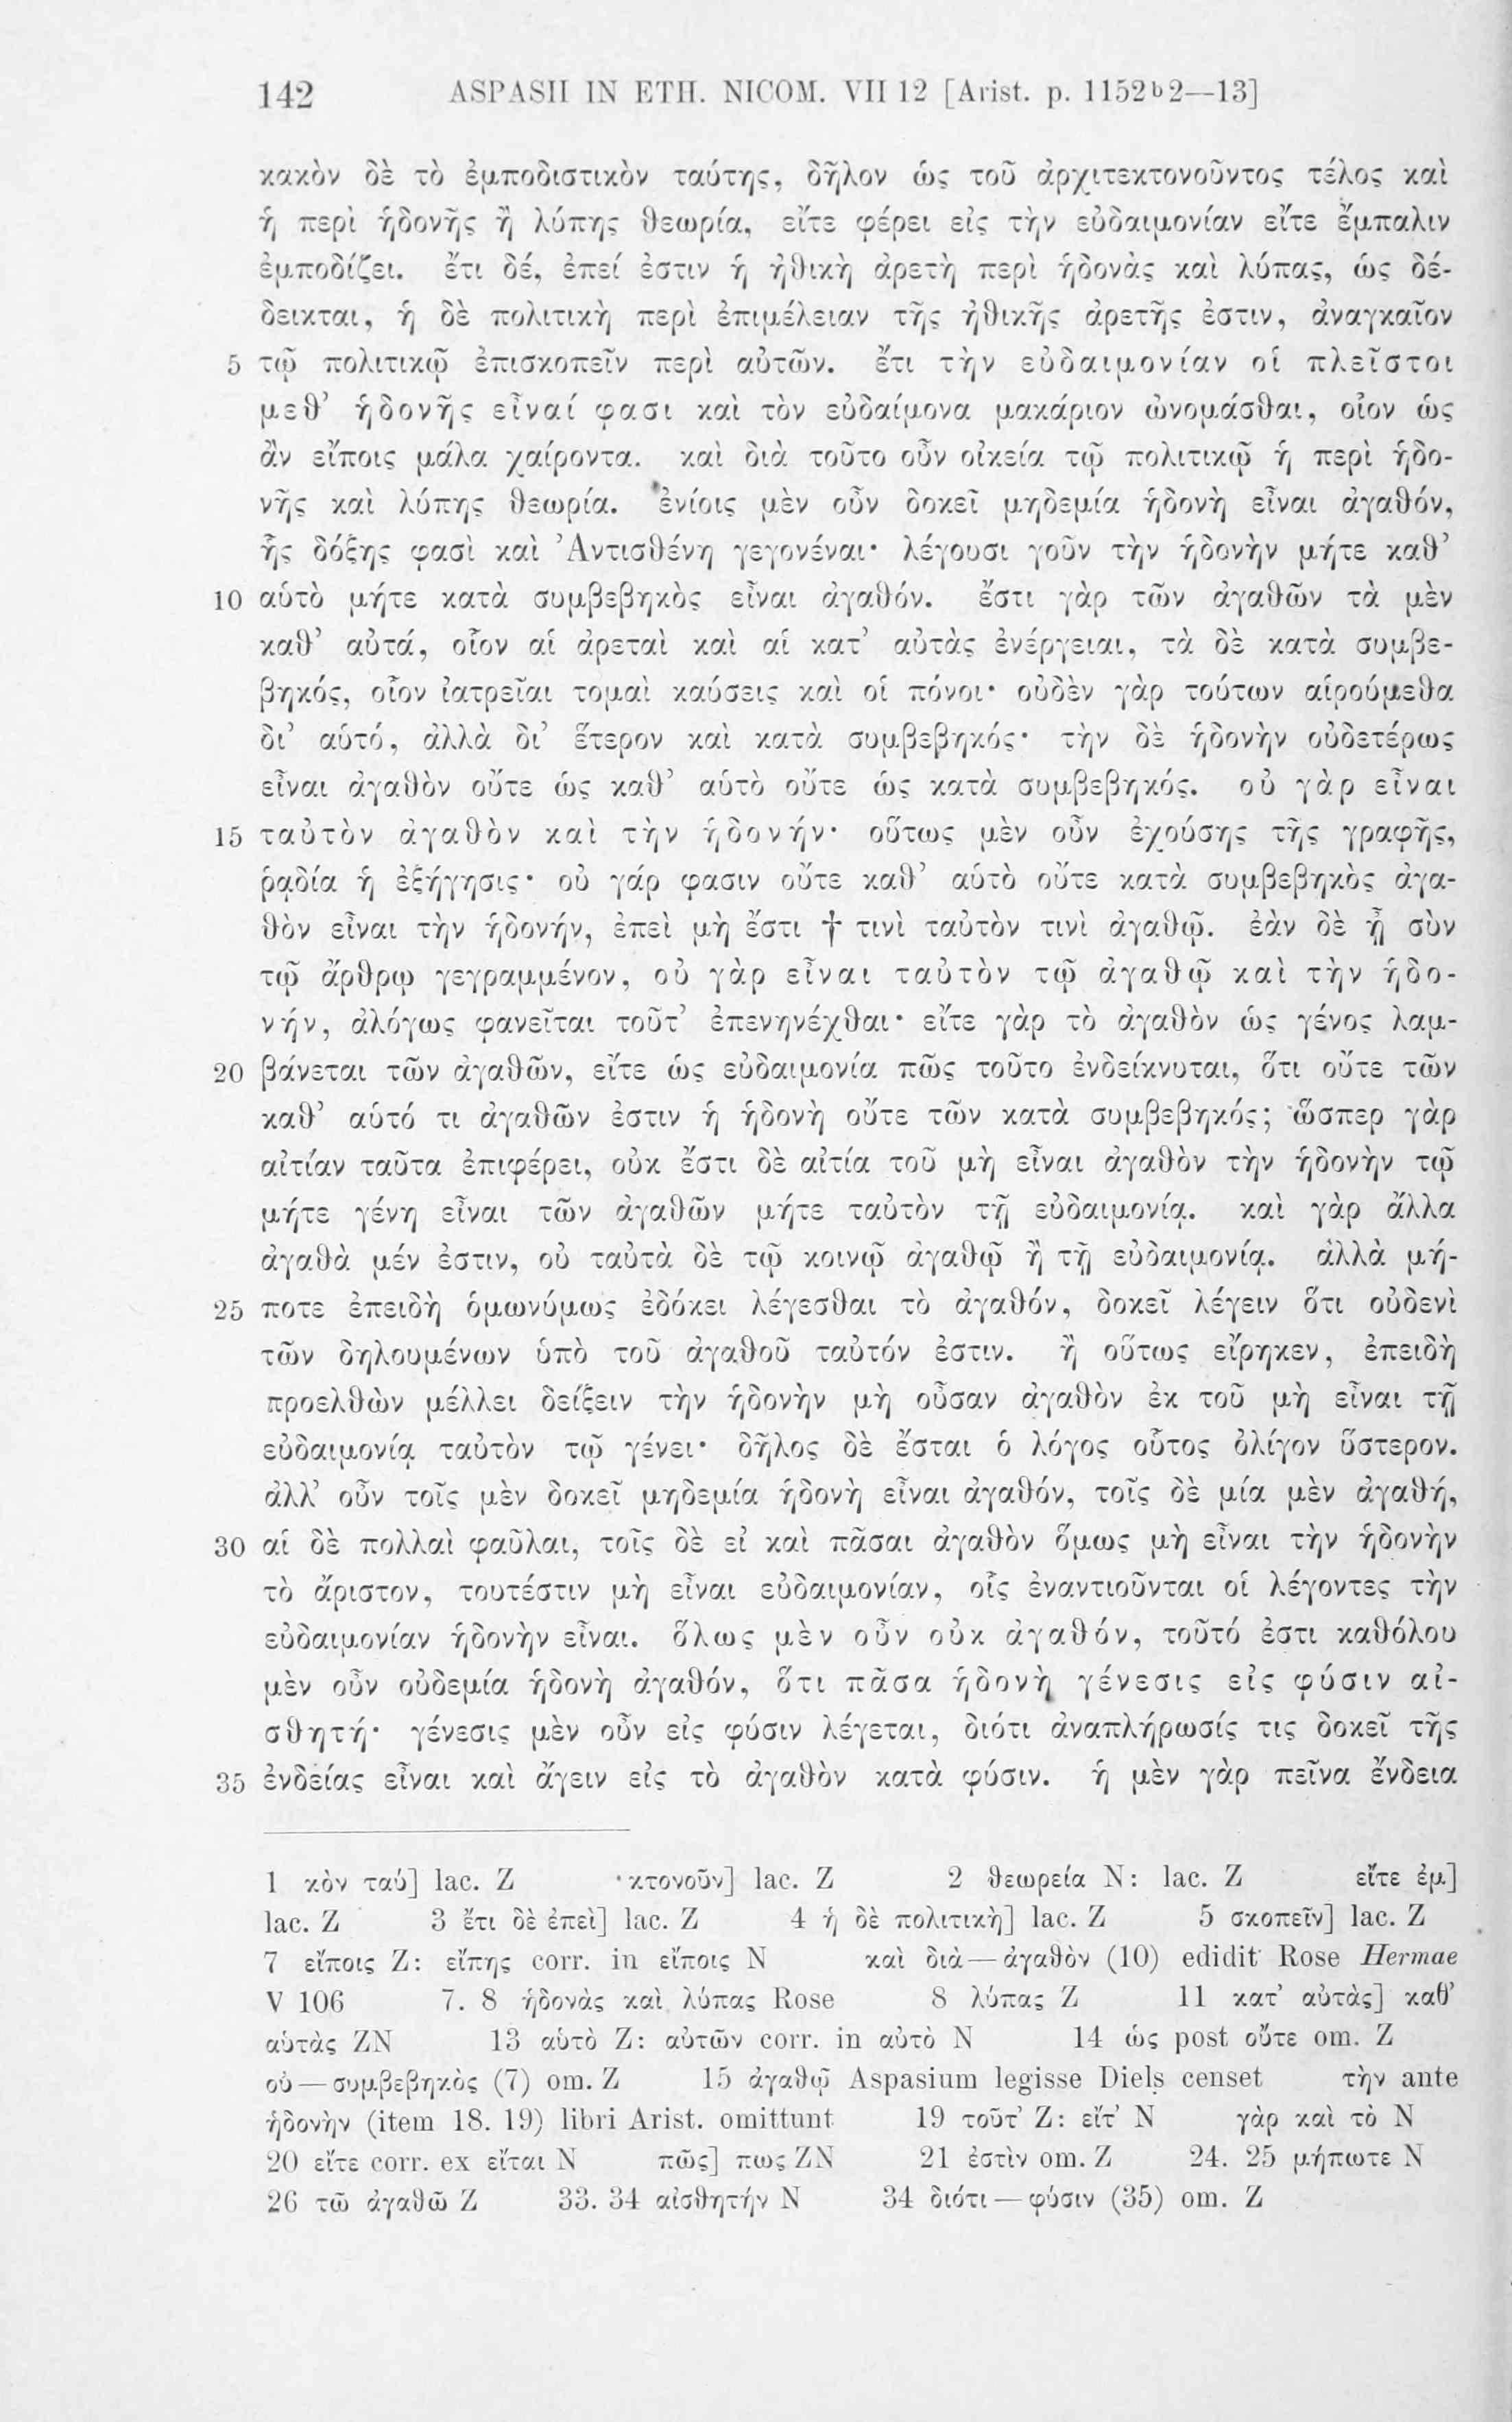 142 ASPASII IN ETH. NICOM. VII 12 [Arist. p. 1152ᵇ2—13]
κακὸν δὲ τὸ ἐμποδιστικὸν ταύτης, δῆλον ὡς τοῦ ἀρχιτεκτονοῦντος τέλος καὶ
ἡ περὶ ἡδονῆς ἢ λύπης θεωρία, εἴτε φέρει εἰς τὴν εὐδαιμονίαν εἴτε ἔμπαλιν
ἐμποδίζει. ἔτι δέ, ἐπεί ἐστιν ἡ ἠθικὴ ἀρετὴ περὶ ἡδονὰς καὶ λύπας, ὡς δέ-
δεικται, ἡ δὲ πολιτικὴ περὶ ἐπιμέλειαν τῆς ἠθικῆς ἀρετῆς ἐστιν, ἀναγκαῖον
5 τῷ πολιτικῷ ἐπισκοπεῖν περὶ αὐτῶν. ἔτι τὴν εὐδαιμονίαν οἱ πλεῖστοι
μεθ’ ἡδονῆς εἶναί φασι καὶ τὸν εὐδαίμονα μακάριον ὠνομάσθαι, οἷον ὡς
ἂν εἴποις μάλα χαίροντα. καὶ διὰ τοῦτο οὖν οἰκεία τῷ πολιτικῷ ἡ περὶ ἡδο-
νῆς καὶ λύπης θεωρία. ἐνίοις μὲν οὖν δοκεῖ μηδεμία ἡδονὴ εἶναι ἀγαθόν,
ἧς δόξης φασὶ καὶ Ἀντισθένη γεγονέναι· λέγουσι γοῦν τὴν ἡδονὴν μήτε καθ’
10 αὑτὸ μήτε κατὰ συμβεβηκὸς εἶναι ἀγαθόν. ἔστι γὰρ τῶν ἀγαθῶν τὰ μὲν
καθ’ αὑτά, οἷον αἱ ἀρεταὶ καὶ αἱ κατ’ αὐτὰς ἐνέργειαι, τὰ δὲ κατὰ συμβε-
βηκός, οἷον ἰατρεῖαι τομαὶ καύσεις καὶ οἱ πόνοι· οὐδὲν γὰρ τούτων αἱρούμεθα
δι’ αὑτό, ἀλλὰ δι’ ἕτερον καὶ κατὰ συμβεβηκός· τὴν δὲ ἡδονὴν οὐδετέρως
εἶναι ἀγαθὸν οὔτε ὡς καθ’ αὑτὸ οὔτε ὡς κατὰ συμβεβηκός. οὐ γὰρ εἶναι
15 ταὐτὸν ἀγαθὸν καὶ τὴν ἡδονήν· οὕτως μὲν οὖν ἐχούσης τῆς γραφῆς,
ῥᾳδία ἡ ἐξήγησις· οὐ γάρ φασιν οὔτε καθ’ αὑτὸ οὔτε κατὰ συμβεβηκὸς ἀγα-
θὸν εἶναι τὴν ἡδονήν, ἐπεὶ μὴ ἔστι † τινὶ ταὐτὸν τινὶ ἀγαθῷ. ἐὰν δὲ ᾖ σὺν
τῷ ἄρθρῳ γεγραμμένον, οὐ γὰρ εἶναι ταὐτὸν τῷ ἀγαθῷ καὶ τὴν ἡδο-
νήν, ἀλόγως φανεῖται τοῦτ’ ἐπενηνέχθαι· εἴτε γὰρ τὸ ἀγαθὸν ὡς γένος λαμ-
20 βάνεται τῶν ἀγαθῶν, εἴτε ὡς εὐδαιμονία πῶς τοῦτο ἐνδείκνυται, ὅτι οὔτε τῶν
καθ’ αὑτό τι ἀγαθῶν ἐστιν ἡ ἡδονὴ οὔτε τῶν κατὰ συμβεβηκός; ὥσπερ γὰρ
αἰτίαν ταῦτα ἐπιφέρει, οὐκ ἔστι δὲ αἰτία τοῦ μὴ εἶναι ἀγαθὸν τὴν ἡδονὴν τῷ
μήτε γένη εἶναι τῶν ἀγαθῶν μήτε ταὐτὸν τῇ εὐδαιμονίᾳ. καὶ γὰρ ἄλλα
ἀγαθὰ μέν ἐστιν, οὐ ταὐτὰ δὲ τῷ κοινῷ ἀγαθῷ ἢ τῇ εὐδαιμονίᾳ. ἀλλὰ μή-
25 ποτε ἐπειδὴ ὁμωνύμως ἐδόκει λέγεσθαι τὸ ἀγαθόν, δοκεῖ λέγειν ὅτι οὐδενὶ
τῶν δηλουμένων ὑπὸ τοῦ ἀγαθοῦ ταὐτόν ἐστιν. ἢ οὕτως εἴρηκεν, ἐπειδὴ
προελθὼν μέλλει δείξειν τὴν ἡδονὴν μὴ οὖσαν ἀγαθὸν ἐκ τοῦ μὴ εἶναι τῇ
εὐδαιμονίᾳ ταὐτὸν τῷ γένει· δῆλος δὲ ἔσται ὁ λόγος οὗτος ὀλίγον ὕστερον.
ἀλλ’ οὖν τοῖς μὲν δοκεῖ μηδεμία ἡδονὴ εἶναι ἀγαθόν, τοῖς δὲ μία μὲν ἀγαθή,
30 αἱ δὲ πολλαὶ φαῦλαι, τοῖς δὲ εἰ καὶ πᾶσαι ἀγαθὸν ὅμως μὴ εἶναι τὴν ἡδονὴν
τὸ ἄριστον, τουτέστιν μὴ εἶναι εὐδαιμονίαν, οἷς ἐναντιοῦνται οἱ λέγοντες τὴν
εὐδαιμονίαν ἡδονὴν εἶναι. ὅλως μὲν οὖν οὐκ ἀγαθόν, τοῦτό ἐστι καθόλου
μὲν οὖν οὐδεμία ἡδονὴ ἀγαθόν, ὅτι πᾶσα ἡδονὴ γένεσις εἰς φύσιν αἰ-
σθητή· γένεσις μὲν οὖν εἰς φύσιν λέγεται, διότι ἀναπλήρωσίς τις δοκεῖ τῆς
35 ἐνδείας εἶναι καὶ ἄγειν εἰς τὸ ἀγαθὸν κατὰ φύσιν. ἡ μὲν γὰρ πεῖνα ἔνδεια
1 κὸν ταύ] lac. Z κτονοῦν] lac. Z 2 θεωρεία N: lac. Z εἴτε ἐμ]
lac. Z 3 ἔτι δὲ ἐπεὶ] lac. Z 4 ἡ δὲ πολιτικὴ] lac. Z 5 σκοπεῖν] lac. Z
7 εἴποις Z: εἴπης corr. in εἴποις N καὶ διὰ—ἀγαθὸν (10) edidit Rose Hermae
V 106 7. 8 ἡδονὰς καὶ λύπας Rose 8 λύπας Z 11 κατ’ αὐτὰς] καθ’
αὑτὰς ZN 13 αὑτὸ Z: αὐτῶν corr. in αὐτὸ N 14 ὡς post οὔτε om. Z
οὐ — συμβεβηκὸς (7) om. Z 15 ἀγαθῷ Aspasium legisse Diels censet τὴν ante
ἡδονὴν (item 18. 19) libri Arist. omittunt 19 τοῦτ’ Z: εἴτ’ N γὰρ καὶ τὸ N
20 εἴτε corr. ex εἴται N πῶς] πως ZN 21 ἐστὶν om. Z 24. 25 μήπωτε N
26 τῶ ἀγαθῶ Z 33. 34 αἰσθητήν N 34 διότι — φύσιν (35) om. Z